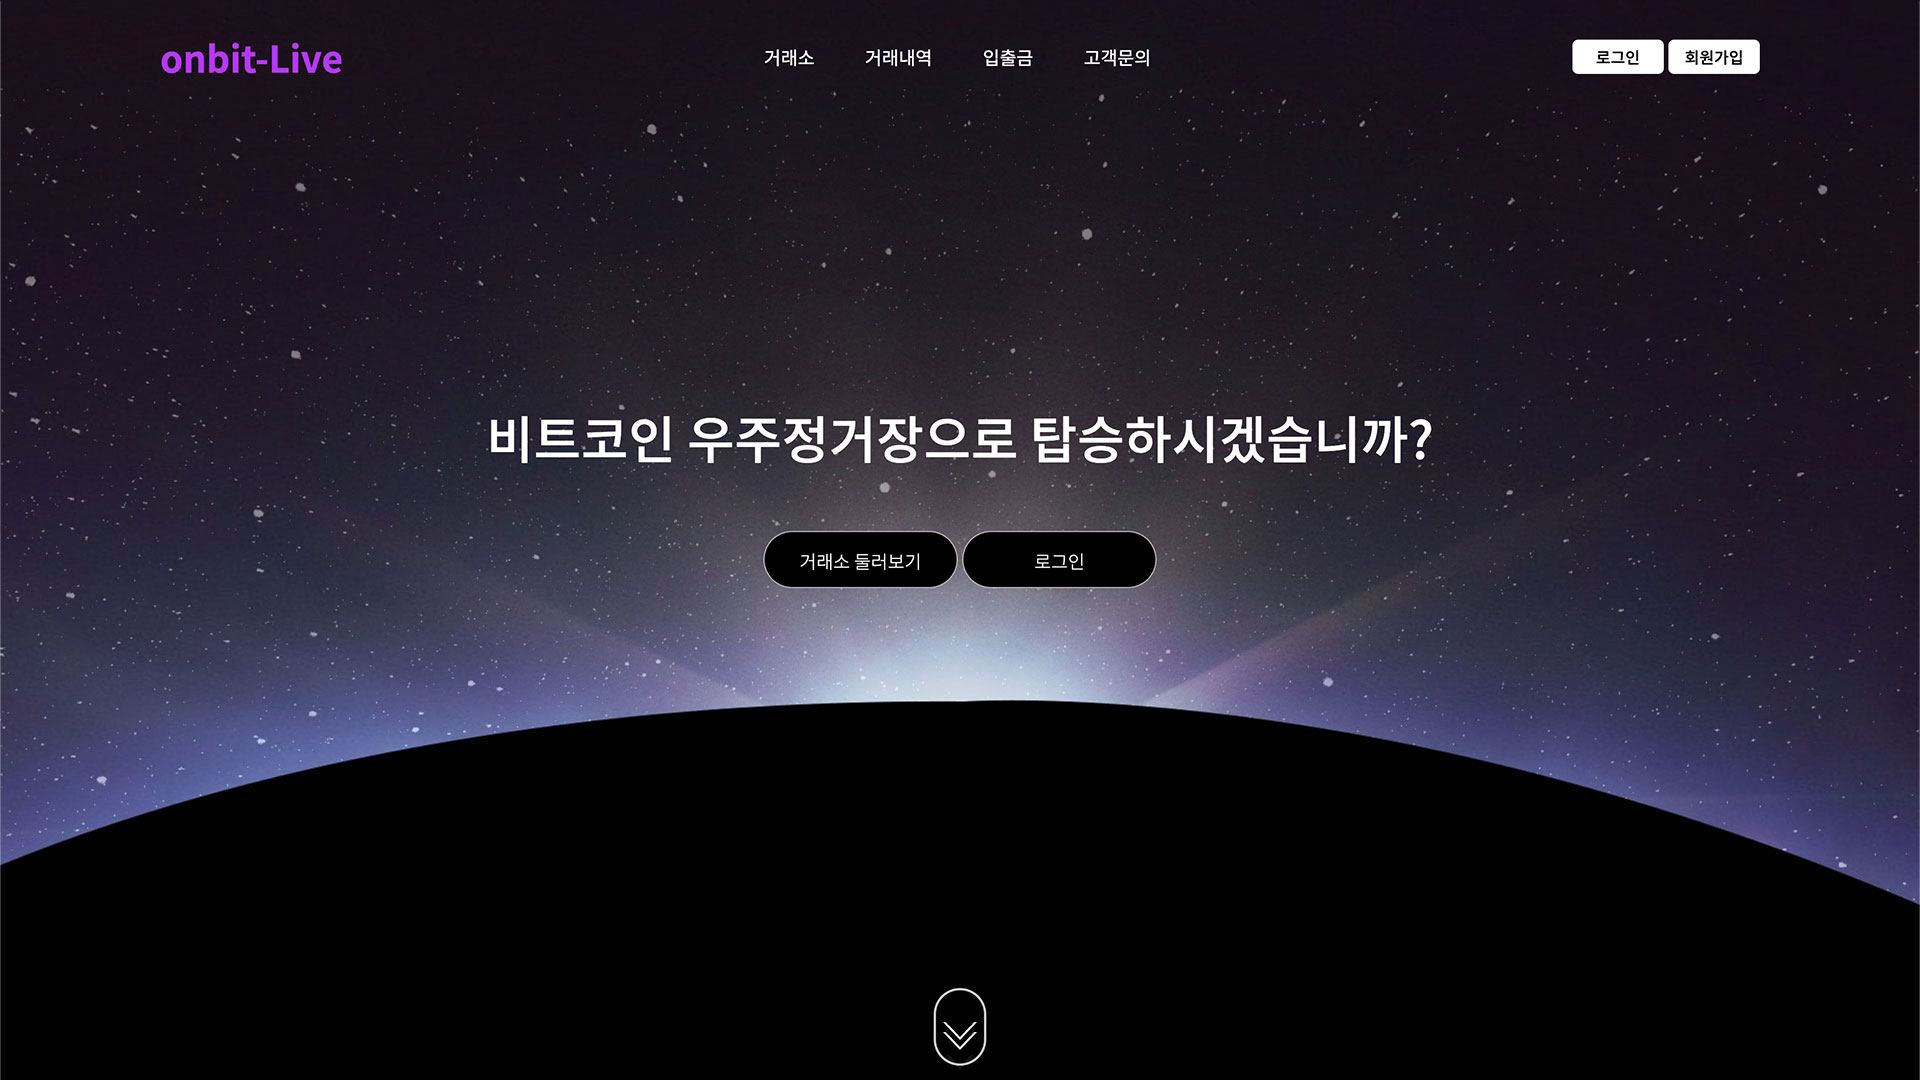 onbit-Live
거래소 거래내역 입출금 고객문의
로그인 회원가입
비트코인 우주정거장으로 탑승하시겠습니까?
거래소 둘러보기
로그인